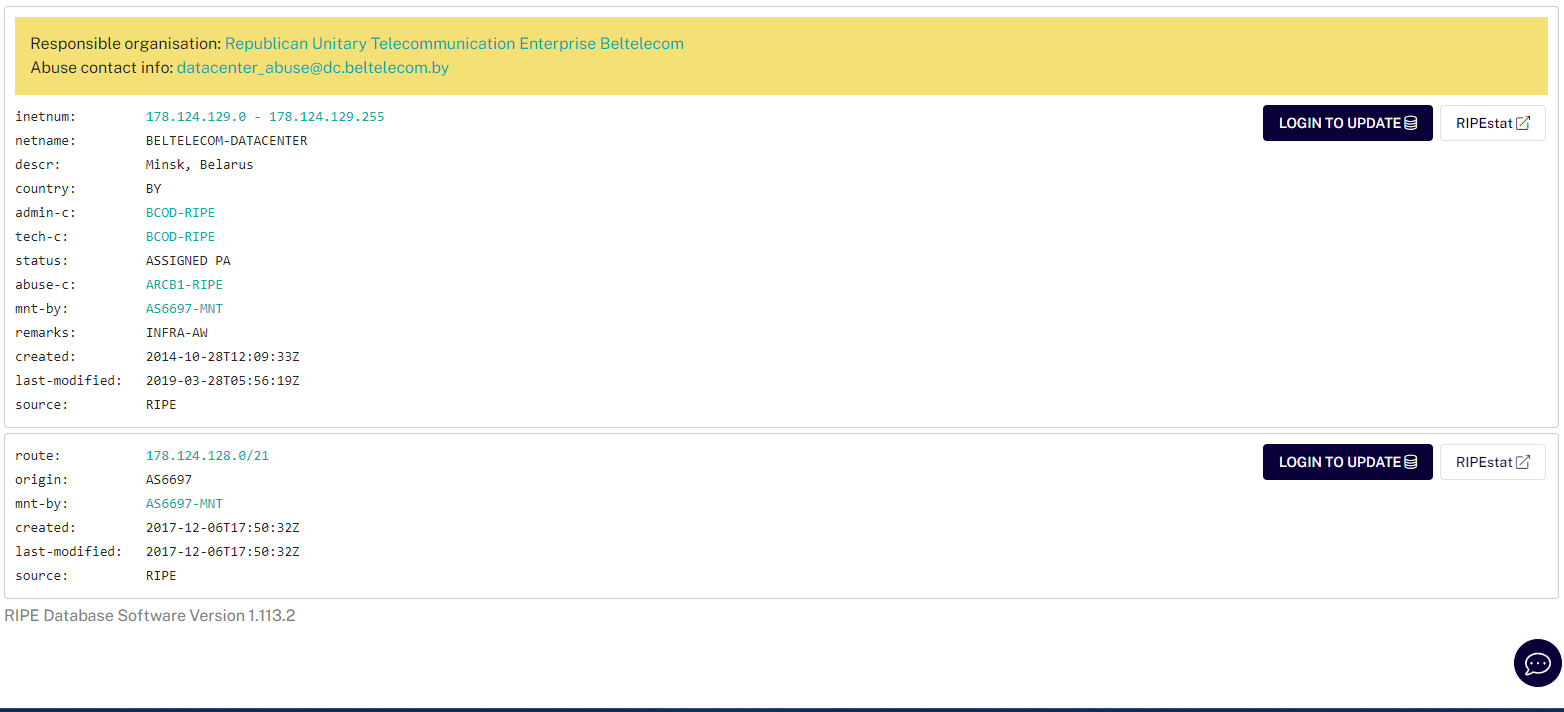 Responsible organisation: Republican Unitary Telecommunication Enterprise Beltelecom
Abuse contact info: datacenter_abuse@dc.beltelecom.by
inetnum: 178.124.129.0 - 178.124.129.255
LOGIN TO UPDATE RIPEstat
netname: BELTELECOM-DATACENTER
descr: Minsk, Belarus
country: BY
admin-c: BCOD-RIPE
tech-c: BCOD-RIPE
status: ASSIGNED PA
abuse-c: ARCB1-RIPE
mnt-by: AS6697-MNT
remarks: INFRA-AW
created: 2014-10-28T12:09:33Z
last-modified: 2019-03-28T05:56:19Z
source: RIPE
route: 178.124.128.0/21
LOGIN TO UPDATE RIPEstat
origin: AS6697
mnt-by: AS6697-MNT
created: 2017-12-06T17:50:32Z
last-modified: 2017-12-06T17:50:32Z
source: RIPE
RIPE Database Software Version 1.113.2